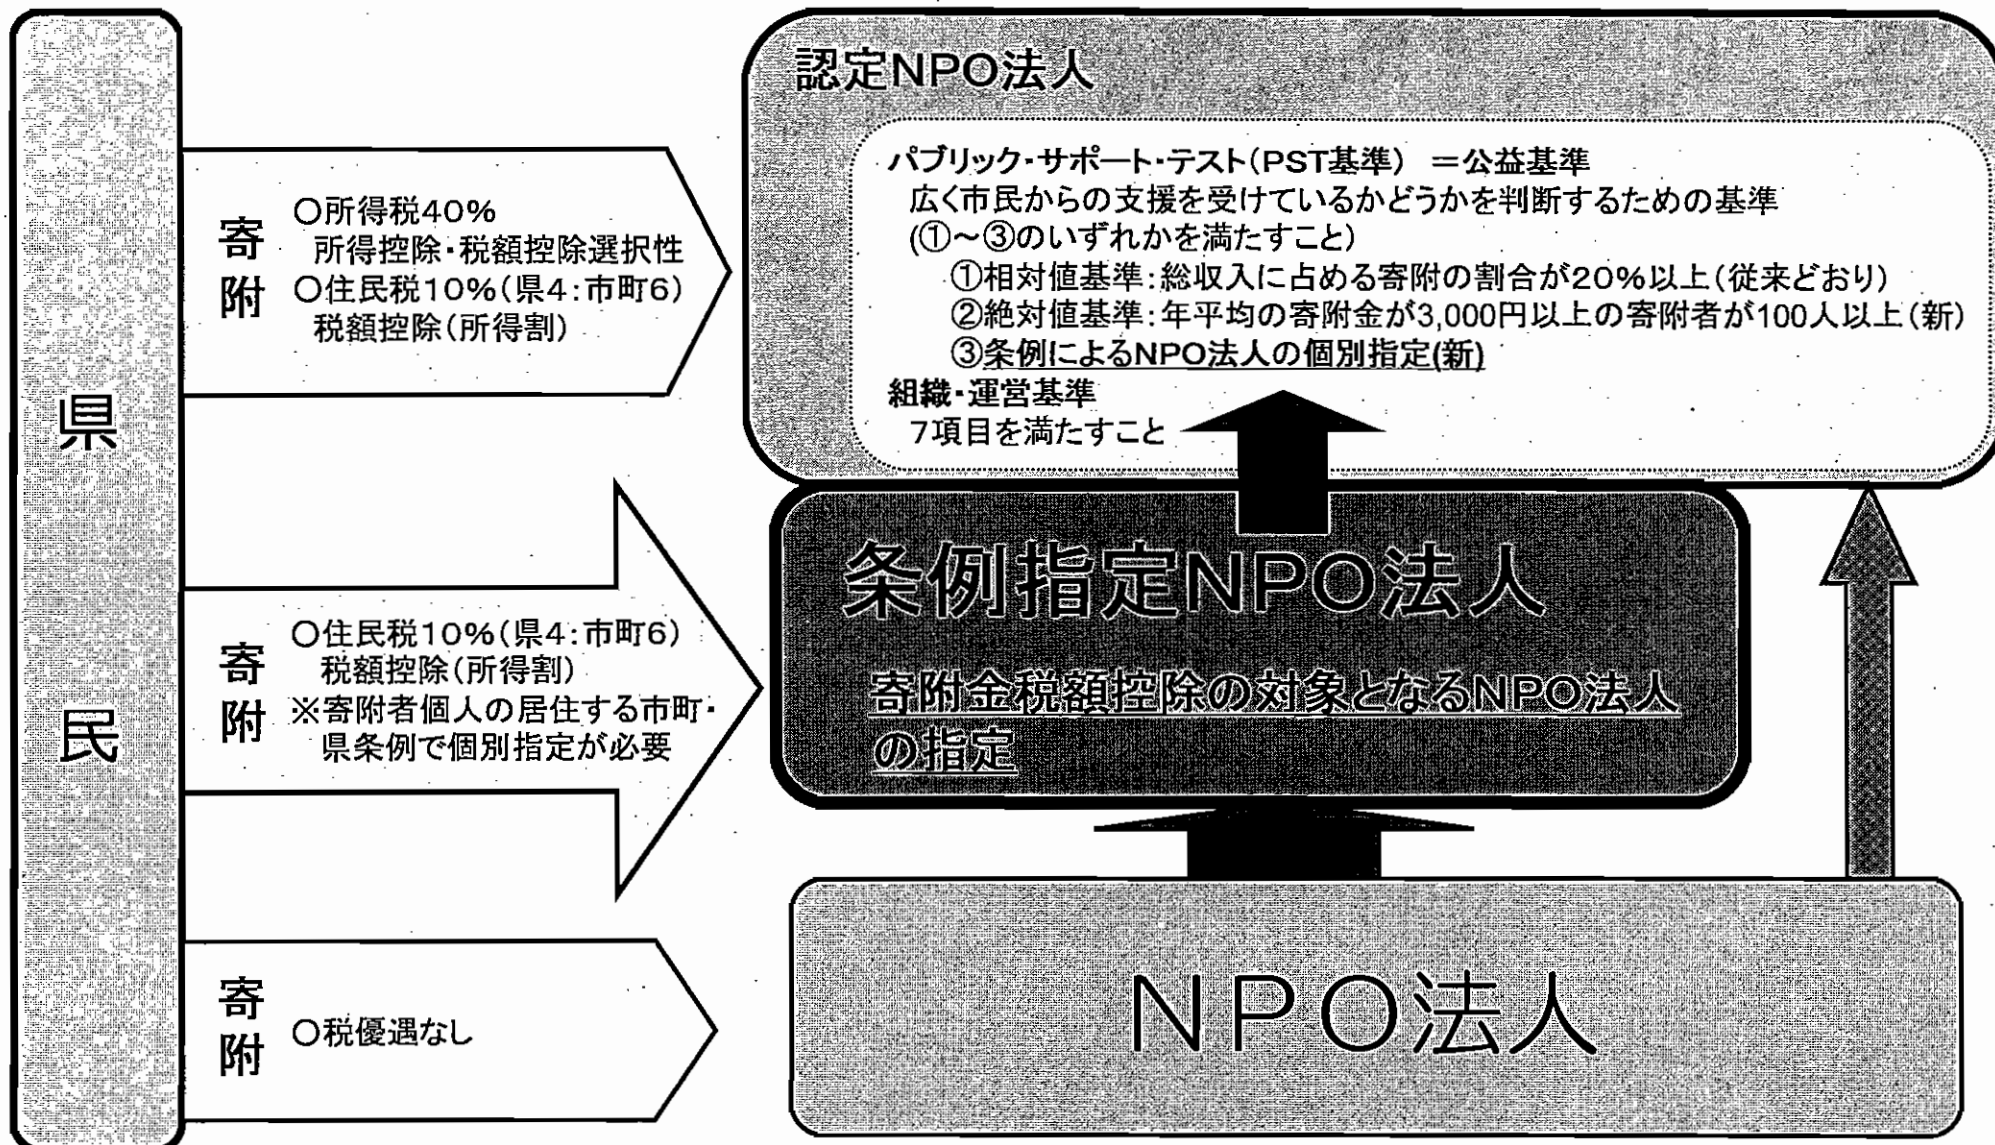 県民
寄附
○所得税40%
所得控除・税額控除選択性
○住民税10%(県4:市町6)
税額控除(所得割)
寄附
○住民税10%(県4:市町6)
税額控除(所得割)
※寄附者個人の居住する市町・
県条例で個別指定が必要
寄附
○税優遇なし
認定NPO法人
パブリック・サポート・テスト(PST基準) =公益基準
広く市民からの支援を受けているかどうかを判断するための基準
(①~③のいずれかを満たすこと)
①相対値基準:総収入に占める寄附の割合が20%以上(従来どおり)
②絶対値基準:年平均の寄附金が3,000円以上の寄附者が100人以上(新)
③条例によるNPO法人の個別指定(新)
組織・運営基準
7項目を満たすこと
条例指定NPO法人
寄附金税額控除の対象となるNPO法人
の指定
NPO法人